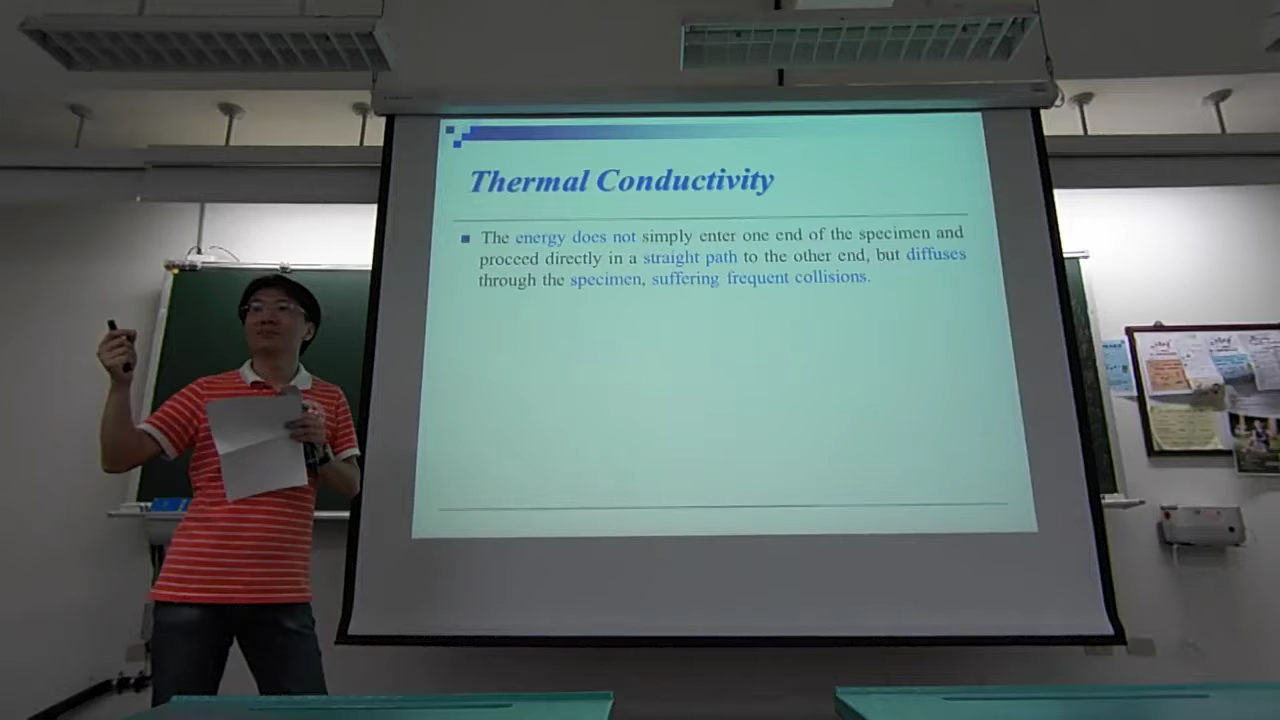 Thermal Conductivity
The energy does not simply enter one end of the specimen and
proceed directly in a straight path to the other end, but diffuses
through the specimen, suffering frequent collisions.